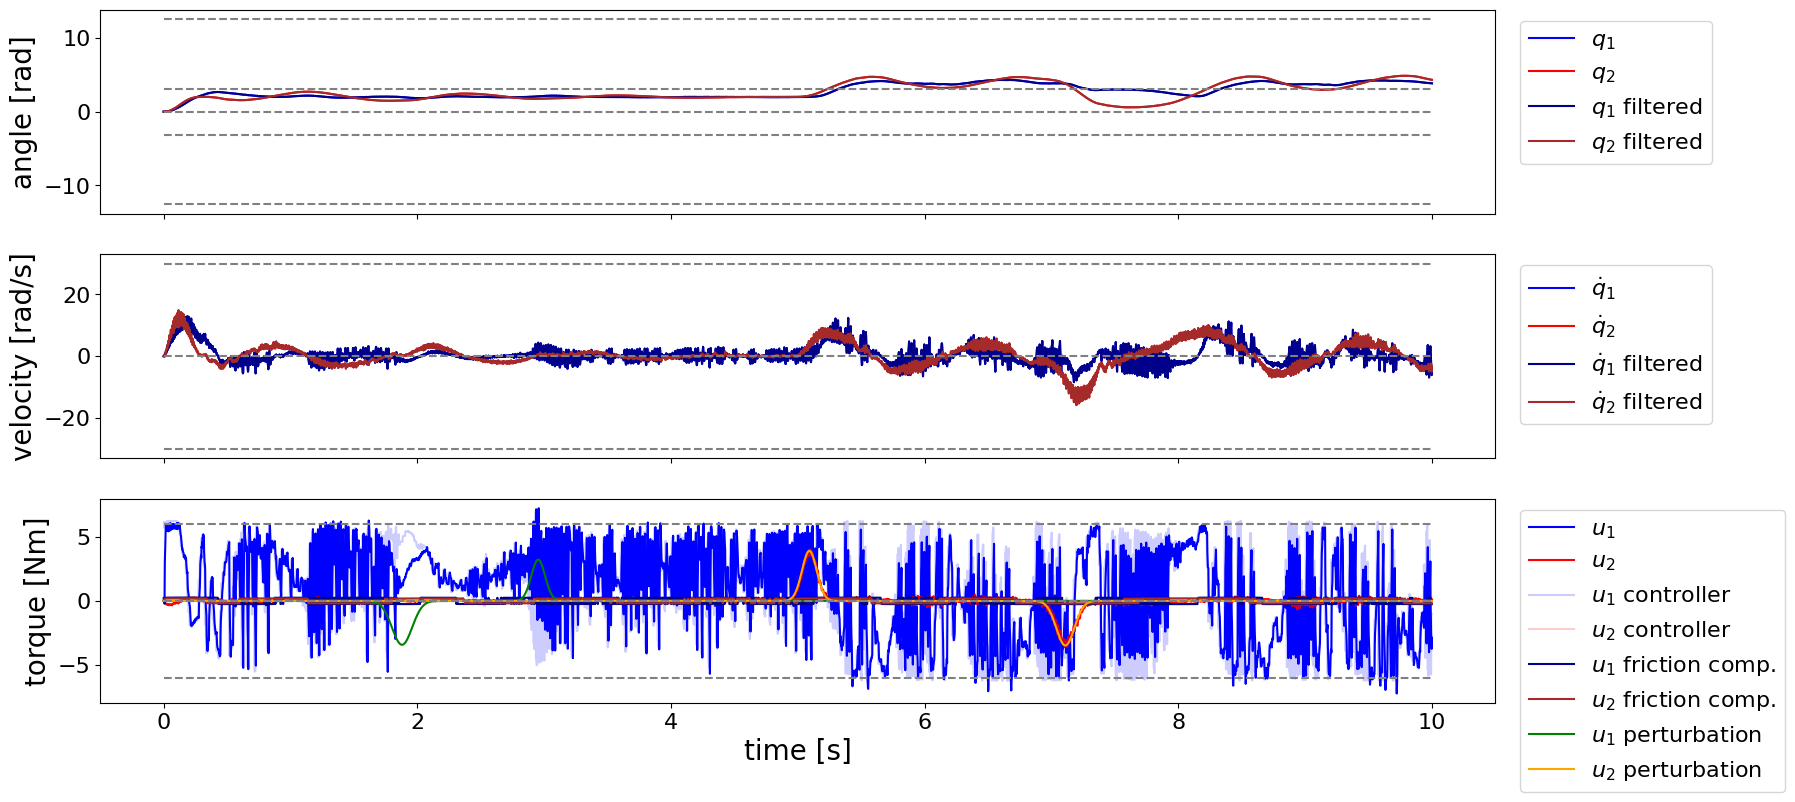 angle [rad]
10
0
−10
q₁
q₂
q₁ filtered
q₂ filtered
velocity [rad/s]
20
0
−20
q̇₁
q̇₂
q̇₁ filtered
q̇₂ filtered
torque [Nm]
5
0
−5
0 2 4 6 8 10
time [s]
u₁
u₂
u₁ controller
u₂ controller
u₁ friction comp.
u₂ friction comp.
u₁ perturbation
u₂ perturbation